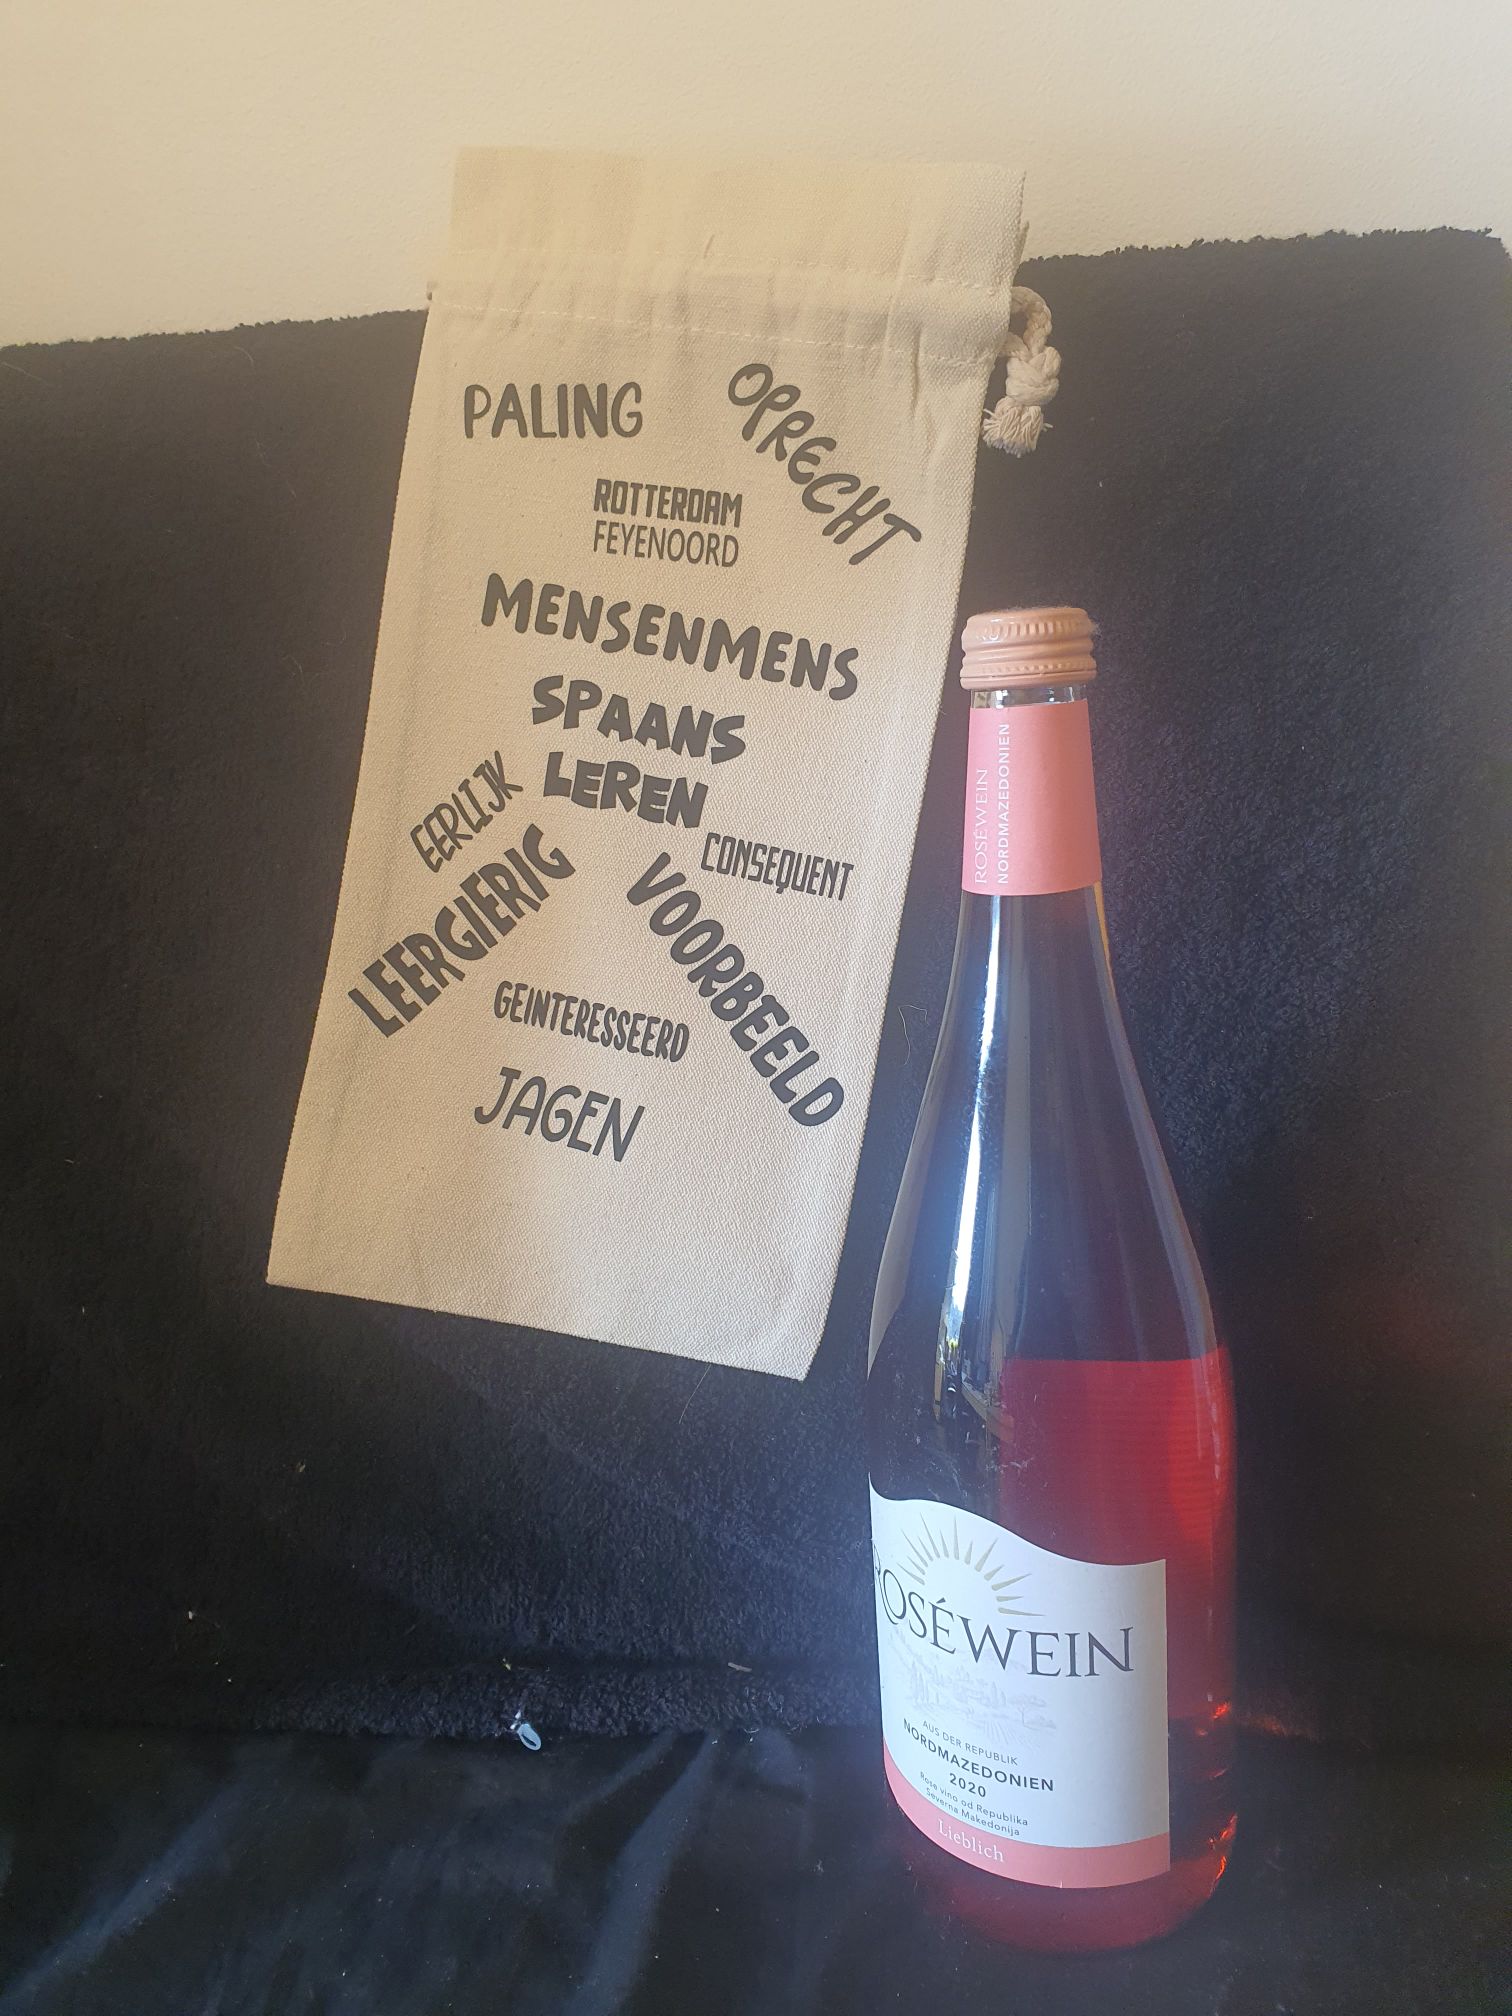 PALING
OPRECHT
ROTTERDAM
FEYENOORD
MENSENMENS
SPAANS
LEREN
EERLIJK
CONSEQUENT
LEERGIERIG
VOORBEELD
GEINTERESSEERD
JAGEN
ROSÉWEIN
NORDMAZEDONIEN
ROSÉWEIN
AUS DER REPUBLIK
NORDMAZEDONIEN
2020
Rose vino od Republika
Severna Makedonija
Lieblich